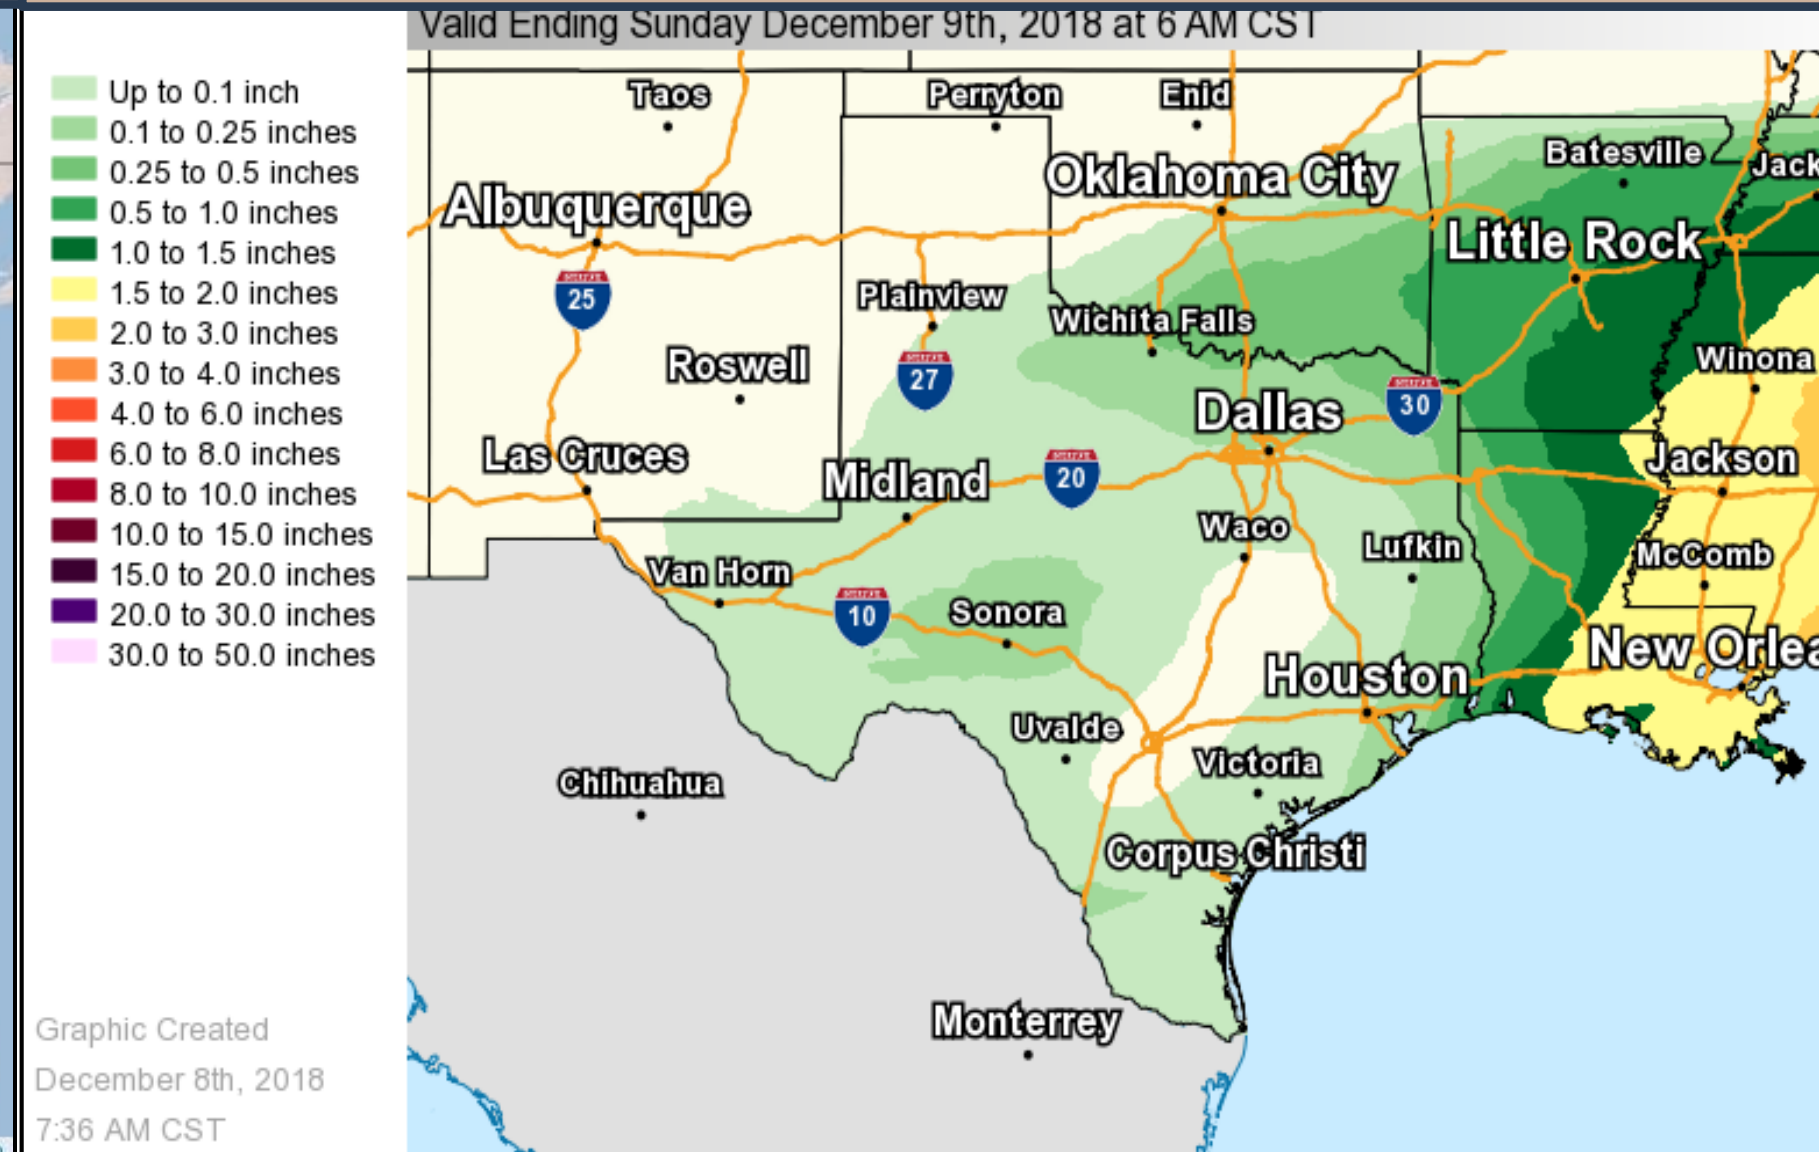 Valid Ending Sunday December 9th, 2018 at 6 AM CST
Up to 0.1 inch
0.1 to 0.25 inches
0.25 to 0.5 inches
0.5 to 1.0 inches
1.0 to 1.5 inches
1.5 to 2.0 inches
2.0 to 3.0 inches
3.0 to 4.0 inches
4.0 to 6.0 inches
6.0 to 8.0 inches
8.0 to 10.0 inches
10.0 to 15.0 inches
15.0 to 20.0 inches
20.0 to 30.0 inches
30.0 to 50.0 inches
Graphic Created
December 8th, 2018
7:36 AM CST
Taos
Perryton
Enid
Batesville
Jack
Oklahoma City
Albuquerque
Little Rock
25
Plainview
Wichita Falls
Winona
Roswell
27
30
Dallas
Las Cruces
Midland
20
Jackson
Waco
Lufkin
McComb
Van Horn
10
Sonora
New Orlea
Houston
Uvalde
Victoria
Chihuahua
Corpus Christi
Monterrey